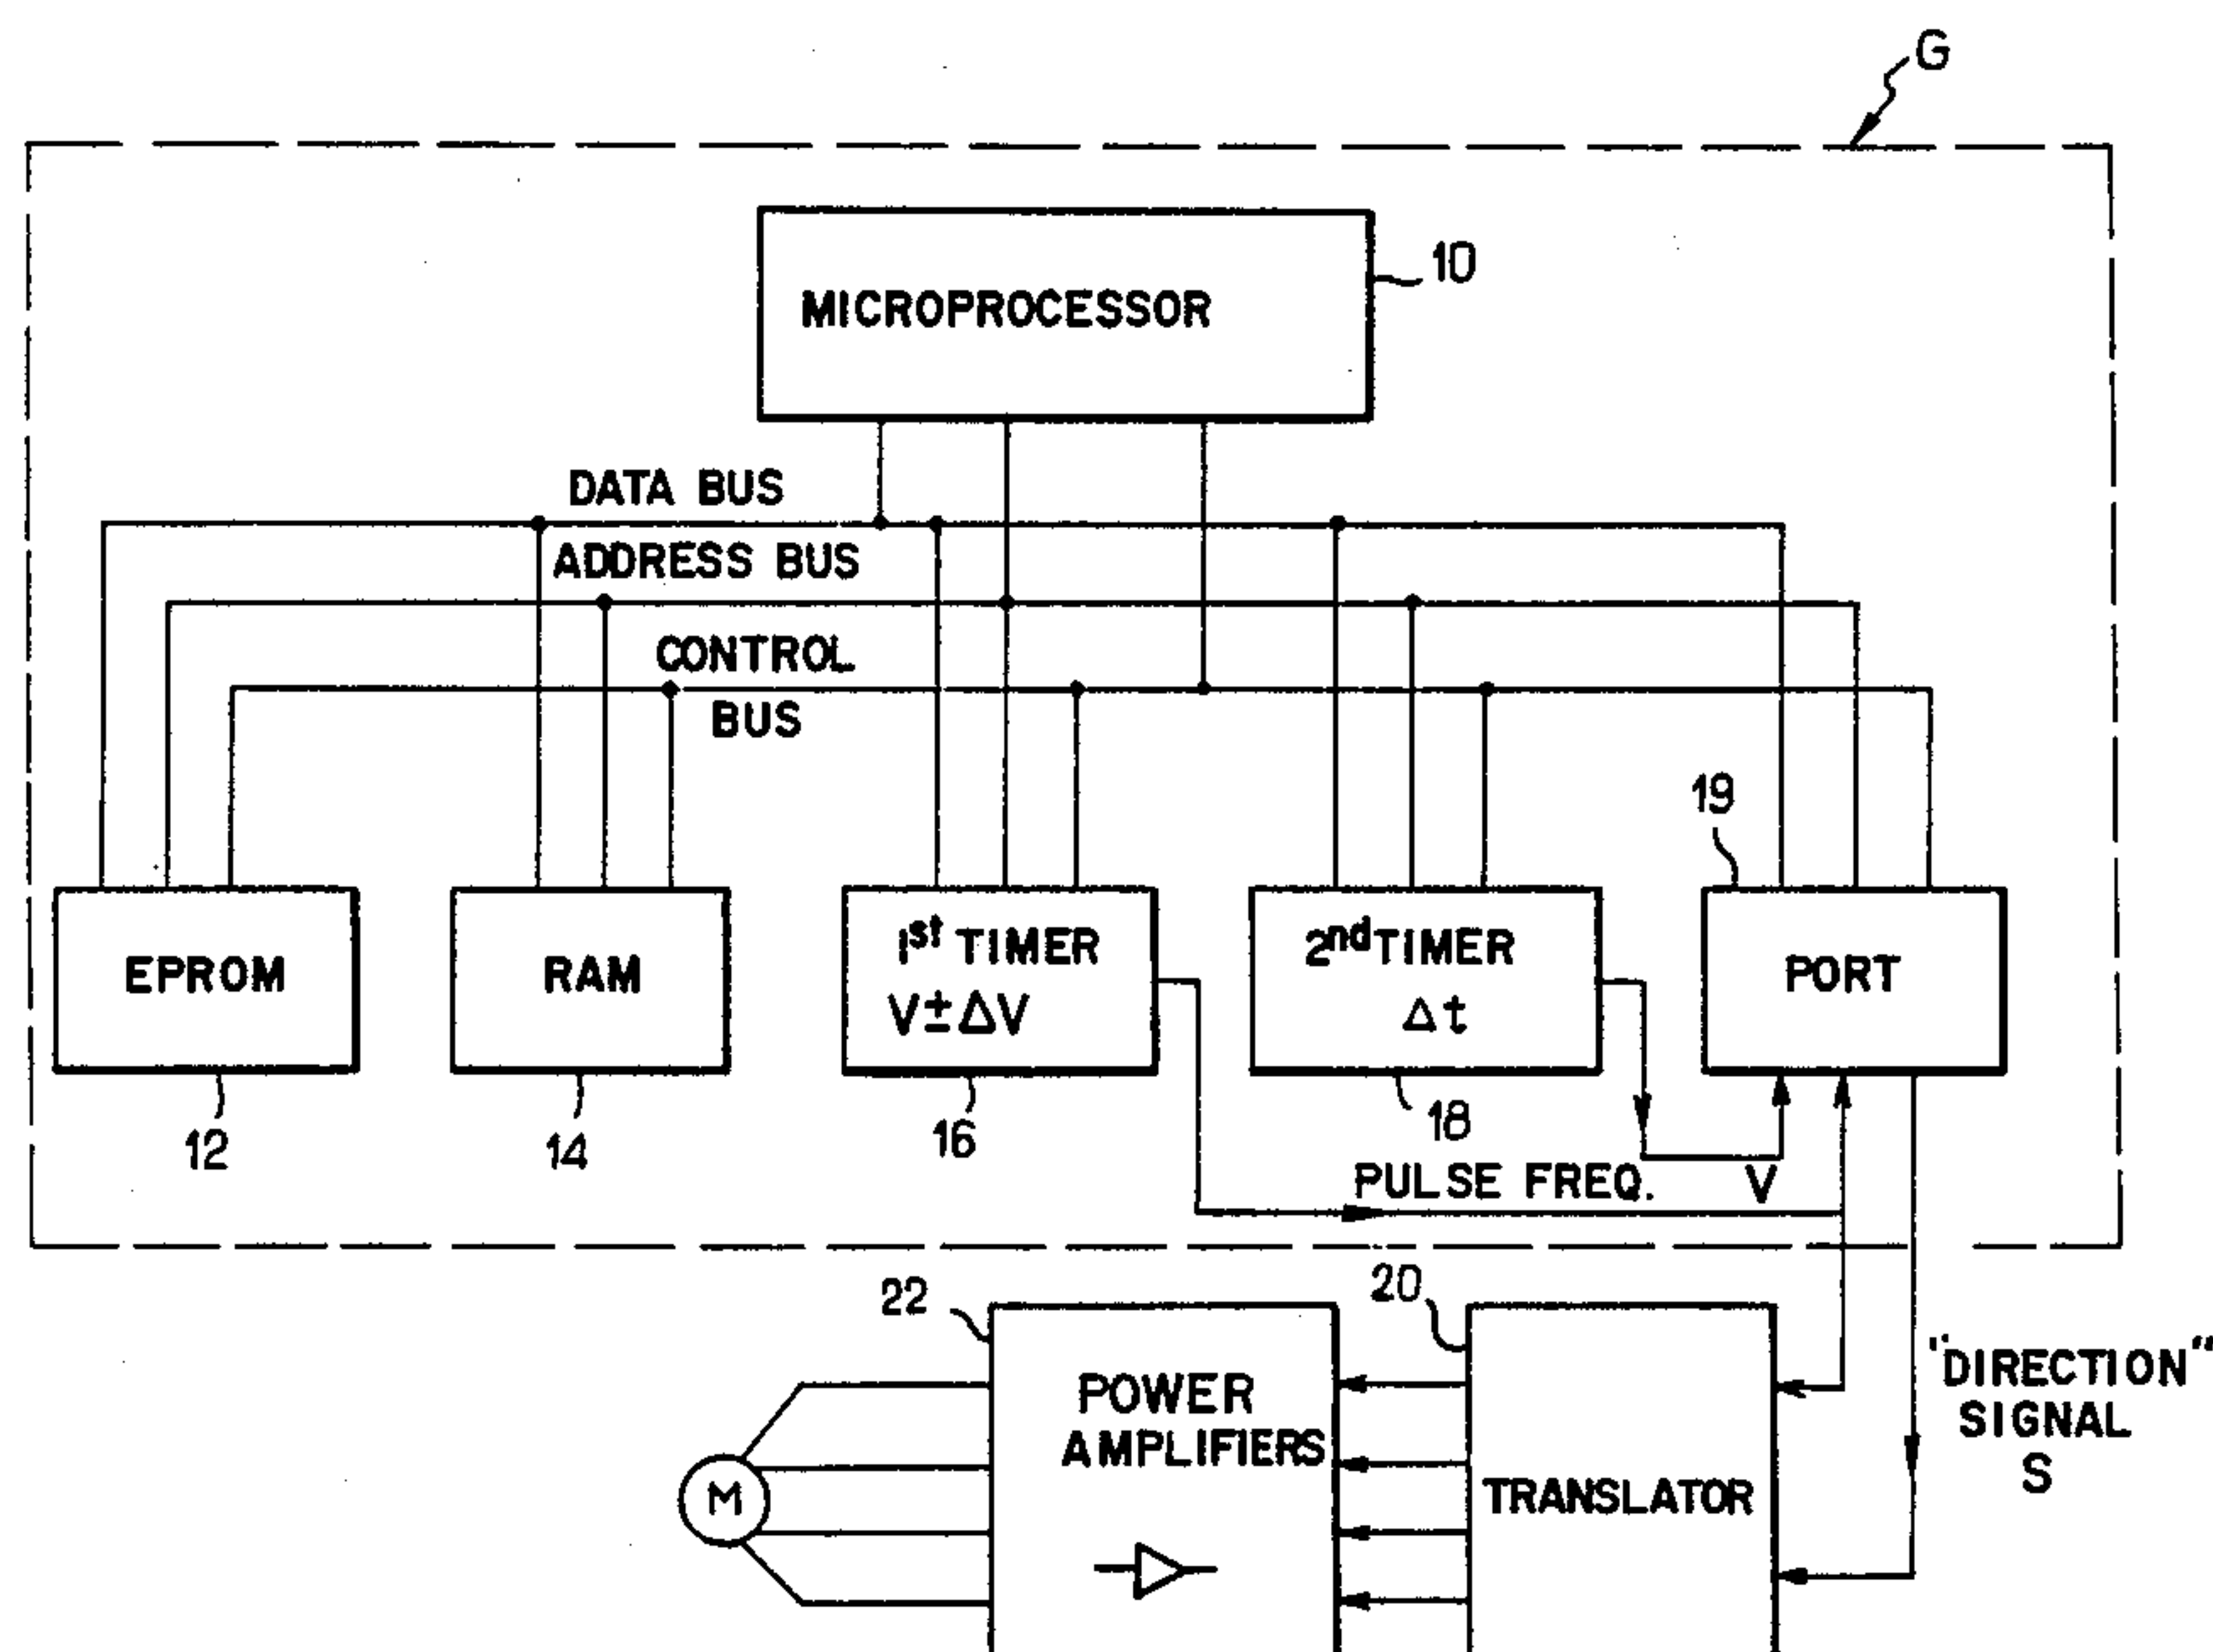 G
MICROPROCESSOR
10
DATA BUS
ADDRESS BUS
CONTROL
BUS
19
EPROM
RAM
1st TIMER
V±ΔV
2nd TIMER
Δt
PORT
12
14
16
18
PULSE FREQ. V
22
20
POWER
AMPLIFIERS
TRANSLATOR
"DIRECTION"
SIGNAL
S
M